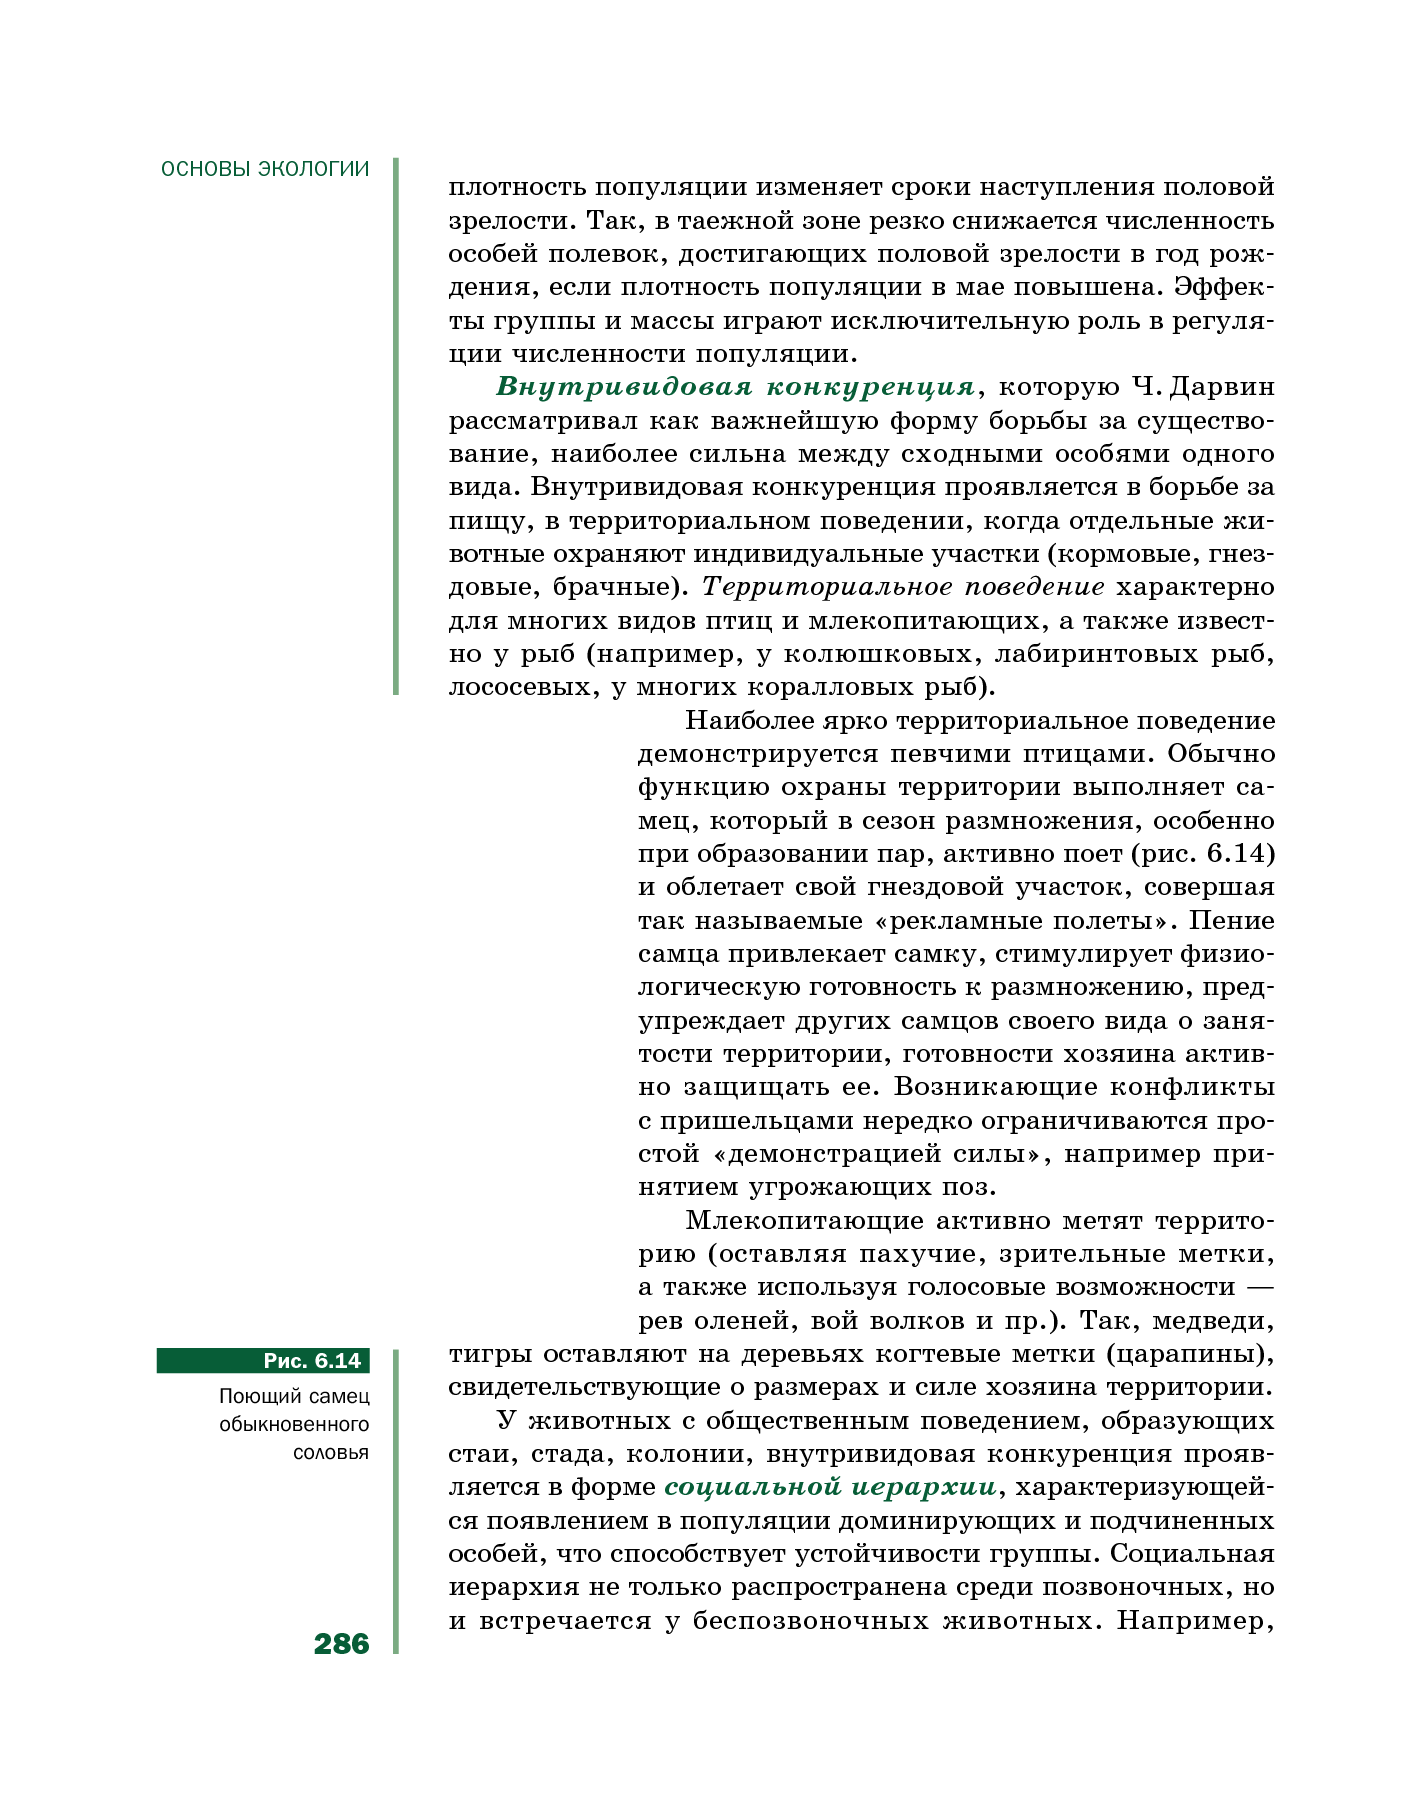 ОСНОВЫ ЭКОЛОГИИ
плотность популяции изменяет сроки наступления половой
зрелости. Так, в таежной зоне резко снижается численность
особей полевок, достигающих половой зрелости в год рож-
дения, если плотность популяции в мае повышена. Эффек-
ты группы и массы играют исключительную роль в регуля-
ции численности популяции.
Внутривидовая конкуренция, которую Ч. Дарвин
рассматривал как важнейшую форму борьбы за существо-
вание, наиболее сильна между сходными особями одного
вида. Внутривидовая конкуренция проявляется в борьбе за
пищу, в территориальном поведении, когда отдельные жи-
вотные охраняют индивидуальные участки (кормовые, гнез-
довые, брачные). Территориальное поведение характерно
для многих видов птиц и млекопитающих, а также извест-
но у рыб (например, у колюшковых, лабиринтовых рыб,
лососевых, у многих коралловых рыб).
Наиболее ярко территориальное поведение
демонстрируется певчими птицами. Обычно
функцию охраны территории выполняет са-
мец, который в сезон размножения, особенно
при образовании пар, активно поет (рис. 6.14)
и облетает свой гнездовой участок, совершая
так называемые «рекламные полеты». Пение
самца привлекает самку, стимулирует физио-
логическую готовность к размножению, пред-
упреждает других самцов своего вида о заня-
тости территории, готовности хозяина актив-
но защищать ее. Возникающие конфликты
с пришельцами нередко ограничиваются про-
стой «демонстрацией силы», например при-
нятием угрожающих поз.
Млекопитающие активно метят террито-
рию (оставляя пахучие, зрительные метки,
а также используя голосовые возможности —
рев оленей, вой волков и пр.). Так, медведи,
тигры оставляют на деревьях когтевые метки (царапины),
свидетельствующие о размерах и силе хозяина территории.
У животных с общественным поведением, образующих
стаи, стада, колонии, внутривидовая конкуренция прояв-
ляется в форме социальной иерархии, характеризующей-
ся появлением в популяции доминирующих и подчиненных
особей, что способствует устойчивости группы. Социальная
иерархия не только распространена среди позвоночных, но
и встречается у беспозвоночных животных. Например,
Рис. 6.14
Поющий самец
обыкновенного
соловья
286